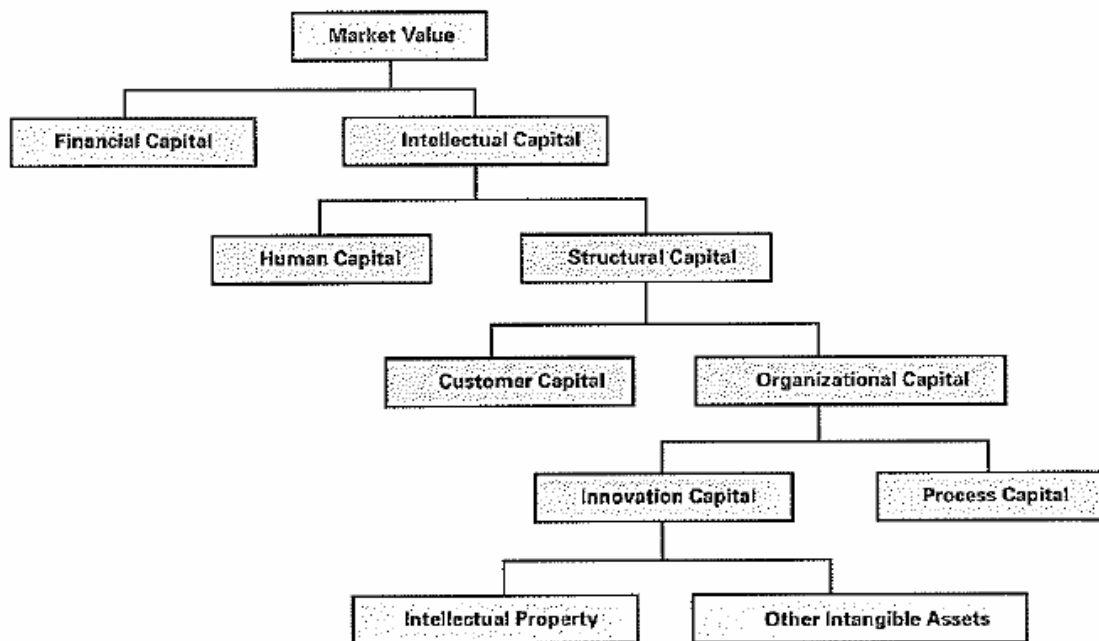 Market Value
Financial Capital
Intellectual Capital
Human Capital
Structural Capital
Customer Capital
Organizational Capital
Innovation Capital
Process Capital
Intellectual Property
Other Intangible Assets